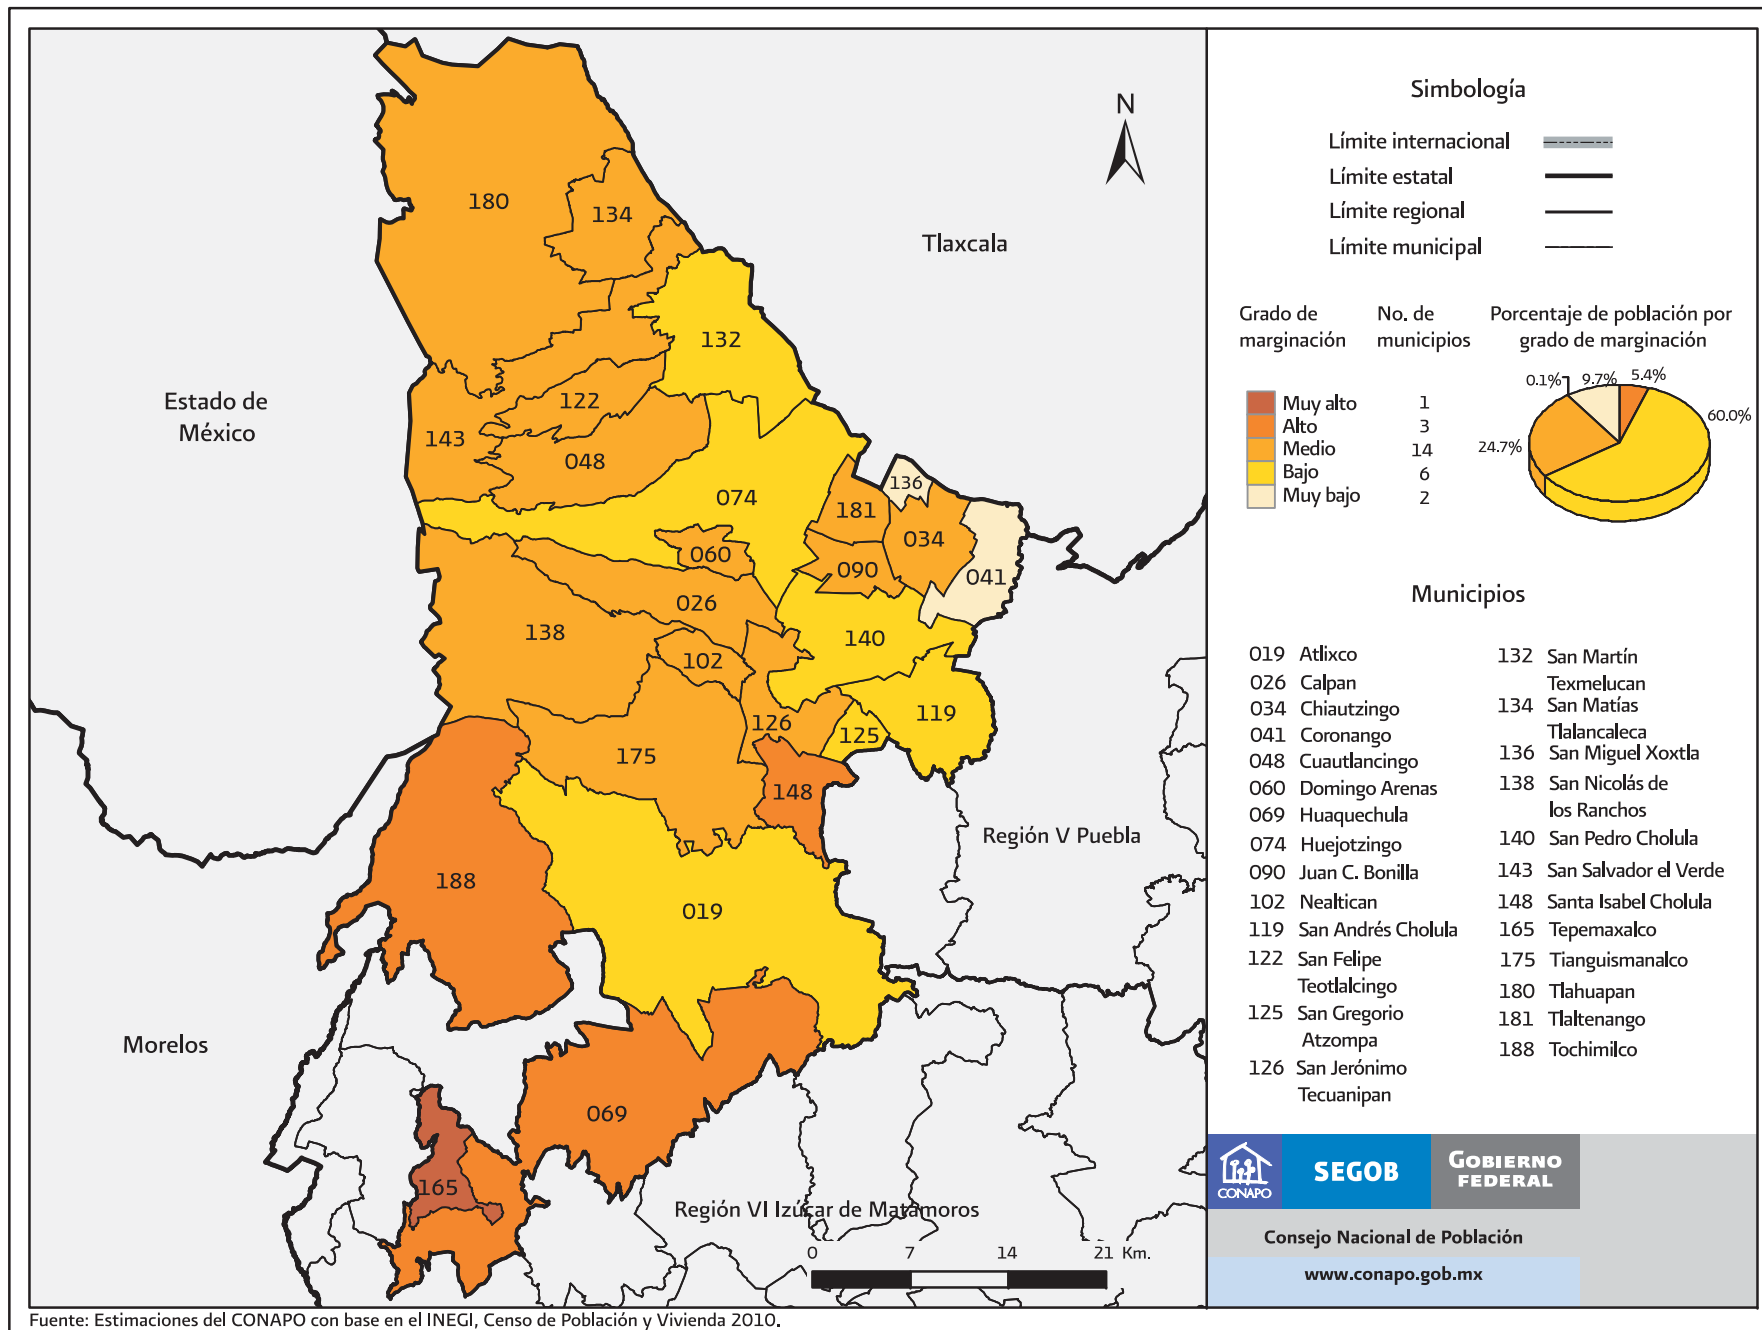 N
180
134
Tlaxcala
132
Estado de
México
122
143
048
074
136
181
034
060
090
041
026
138
140
102
126
119
125
175
148
Región V Puebla
188
019
Morelos
069
165
Región VI Izúcar de Matamoros
0 7 14 21 Km.
Simbología
Límite internacional
Límite estatal
Límite regional
Límite municipal
Grado de
marginación
No. de
municipios
Porcentaje de población por
grado de marginación
Muy alto 1
Alto 3
Medio 14
Bajo 6
Muy bajo 2
0.1%
9.7%
5.4%
60.0%
24.7%
Municipios
019 Atlixco
026 Calpan
034 Chiautzingo
041 Coronango
048 Cuautlancingo
060 Domingo Arenas
069 Huaquechula
074 Huejotzingo
090 Juan C. Bonilla
102 Nealtican
119 San Andrés Cholula
122 San Felipe
Teotlalcingo
125 San Gregorio
Atzompa
126 San Jerónimo
Tecuanipan
132 San Martín
Texmelucan
134 San Matías
Tlalancaleca
136 San Miguel Xoxtla
138 San Nicolás de
los Ranchos
140 San Pedro Cholula
143 San Salvador el Verde
148 Santa Isabel Cholula
165 Tepemaxalco
175 Tianguismanalco
180 Tlahuapan
181 Tlaltenango
188 Tochimilco
CONAPO
SEGOB
GOBIERNO
FEDERAL
Consejo Nacional de Población
www.conapo.gob.mx
Fuente: Estimaciones del CONAPO con base en el INEGI, Censo de Población y Vivienda 2010.